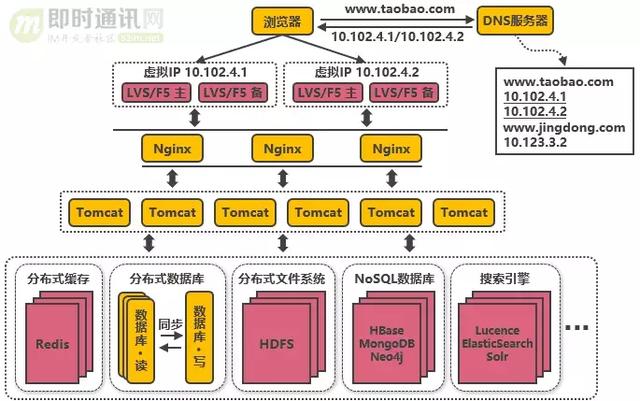 即时通讯网
IM开发者社区52im.net
浏览器
www.taobao.com
10.102.4.1/10.102.4.2
DNS服务器
虚拟IP 10.102.4.1
LVS/F5 主
LVS/F5 备
虚拟IP 10.102.4.2
LVS/F5 主
LVS/F5 备
www.taobao.com
10.102.4.1
10.102.4.2
www.jingdong.com
10.123.3.2
Nginx
Nginx
Nginx
Tomcat
Tomcat
Tomcat
Tomcat
Tomcat
Tomcat
分布式缓存
Redis
分布式数据库
数据库·读
同步
数据库·写
分布式文件系统
HDFS
NoSQL数据库
HBase
MongoDB
Neo4j
搜索引擎
Lucence
ElasticSearch
Solr